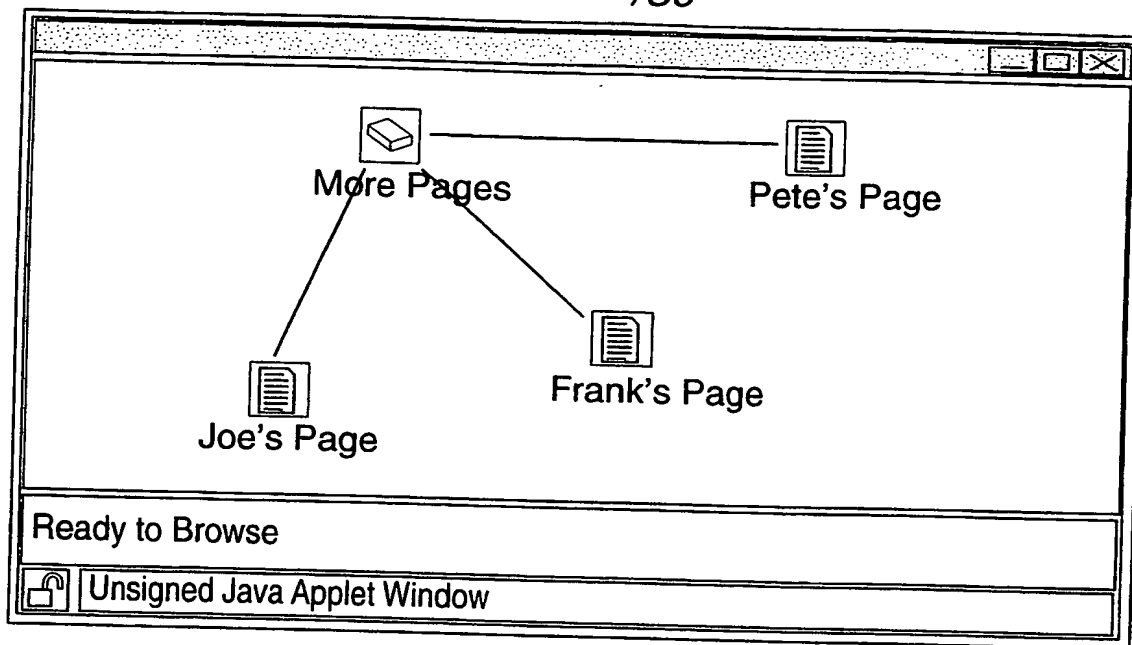 More Pages
Pete's Page
Frank's Page
Joe's Page
Ready to Browse
Unsigned Java Applet Window